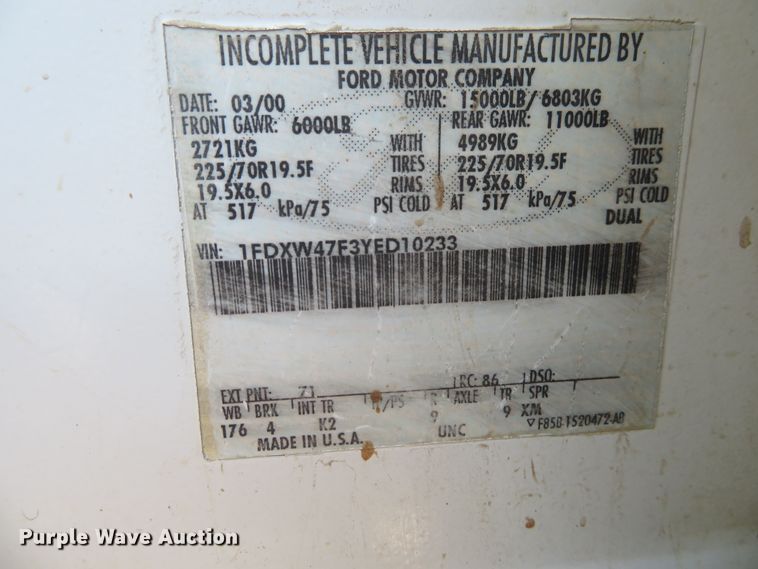 INCOMPLETE VEHICLE MANUFACTURED BY
FORD MOTOR COMPANY
DATE: 03/00 GVWR: 15000LB/ 6803KG
FRONT GAWR: 6000LB REAR GAWR: 11000LB
2721KG WITH 4989KG WITH
225/70R19.5F TIRES 225/70R19.5F TIRES
19.5X6.0 RIMS 19.5X6.0 RIMS
AT 517 kPa/75 PSI COLD AT 517 kPa/75 PSI COLD
DUAL
VIN: 1FDXW47F3YED10233
EXT PNT: 71 RC: 86 DSO:
WB BRK INT TR TP/PS R AXLE TR SPR
176 4 K2 9 9 XM
MADE IN U.S.A. UNC ▽ F85B-1520472-AB
Purple Wave Auction